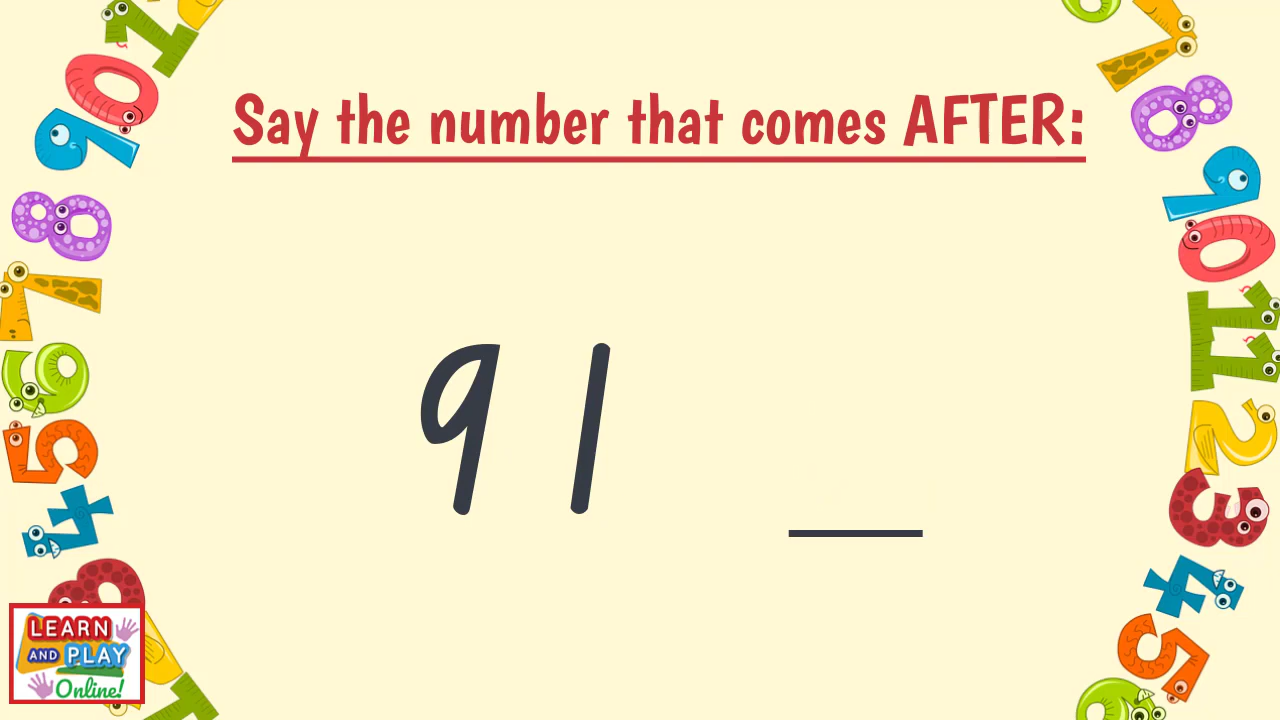 Say the number that comes AFTER:
91 __
LEARN
AND PLAY
Online!